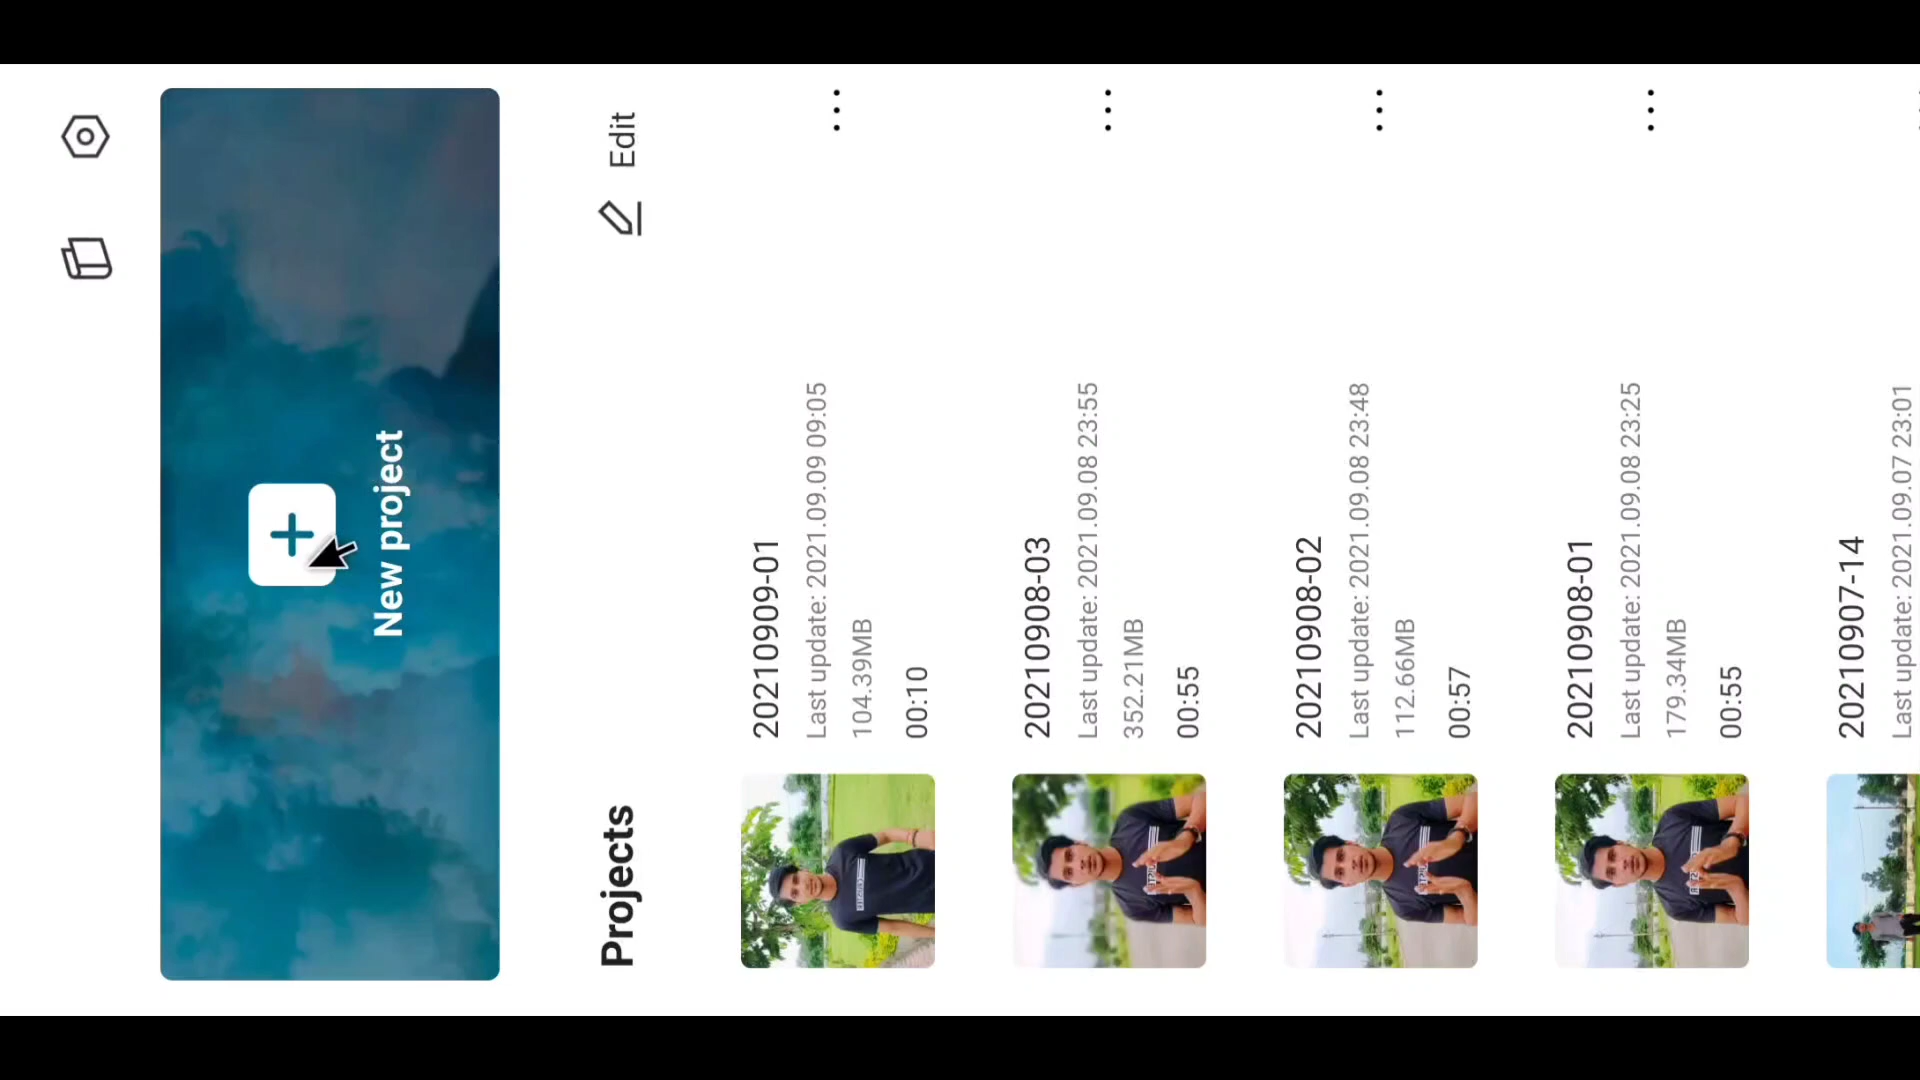 New project
Projects
Edit
20210909-01
Last update: 2021.09.09 09:05
104.39MB
00:10
20210908-03
Last update: 2021.09.08 23:55
352.21MB
00:55
20210908-02
Last update: 2021.09.08 23:48
112.66MB
00:57
20210908-01
Last update: 2021.09.08 23:25
179.34MB
00:55
20210907-14
Last update: 2021.09.07 23:01